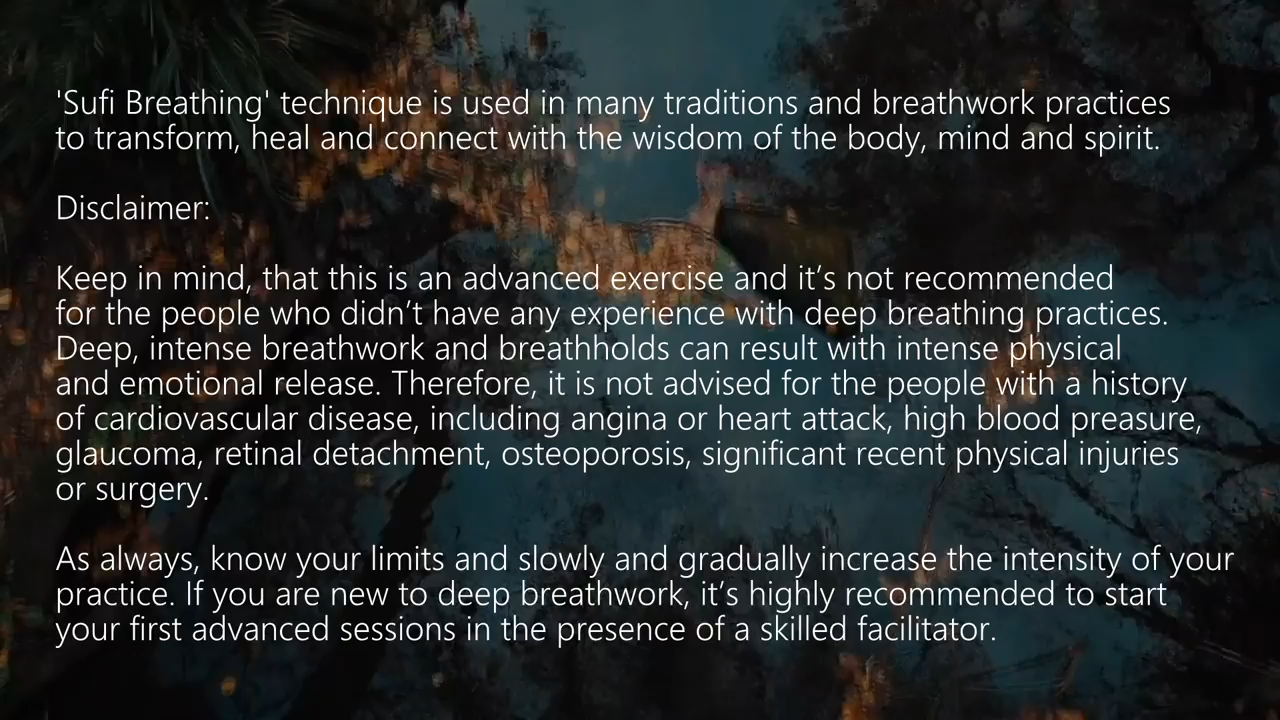 'Sufi Breathing' technique is used in many traditions and breathwork practices
to transform, heal and connect with the wisdom of the body, mind and spirit.
Disclaimer:
Keep in mind, that this is an advanced exercise and it’s not recommended
for the people who didn’t have any experience with deep breathing practices.
Deep, intense breathwork and breathholds can result with intense physical
and emotional release. Therefore, it is not advised for the people with a history
of cardiovascular disease, including angina or heart attack, high blood preasure,
glaucoma, retinal detachment, osteoporosis, significant recent physical injuries
or surgery.
As always, know your limits and slowly and gradually increase the intensity of your
practice. If you are new to deep breathwork, it’s highly recommended to start
your first advanced sessions in the presence of a skilled facilitator.